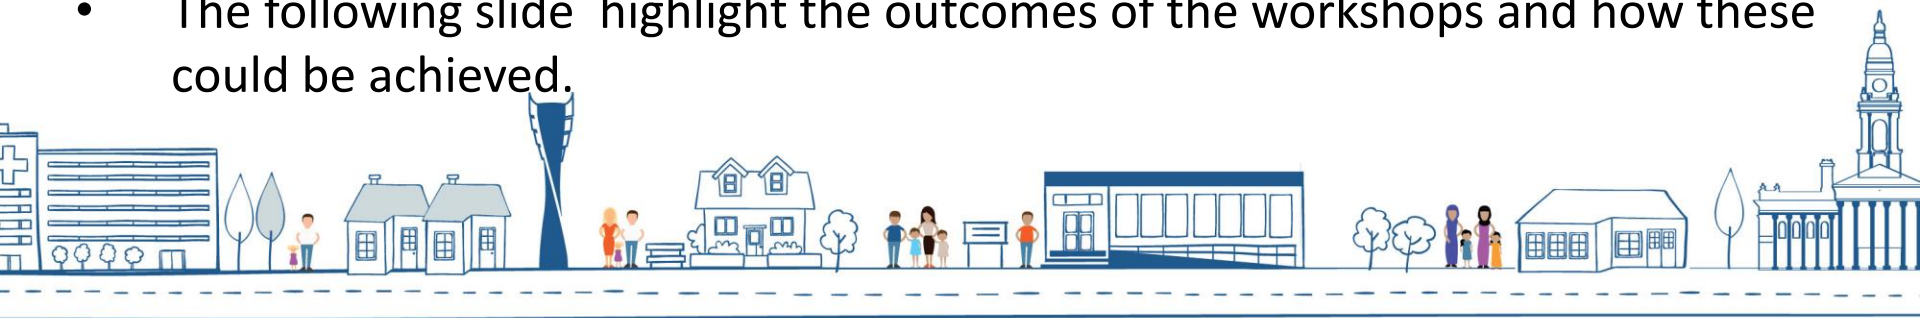 • The following slide highlight the outcomes of the workshops and how these
could be achieved.